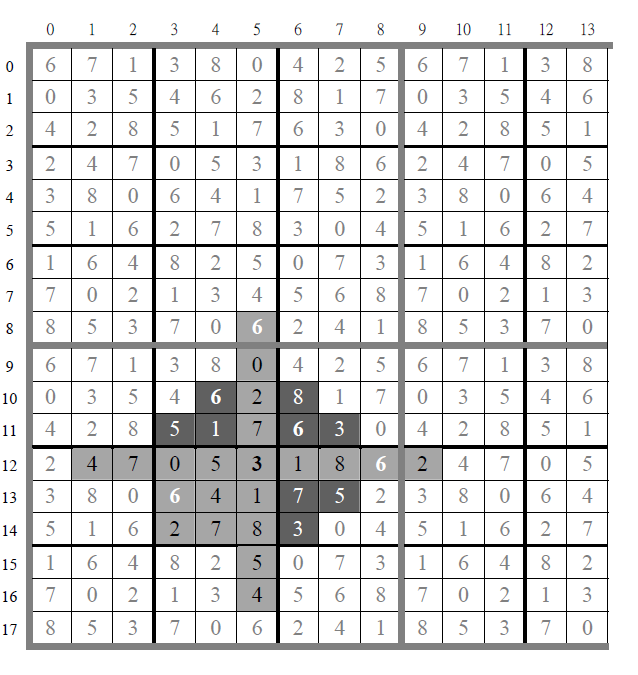 0 1 2 3 4 5 6 7 8 9 10 11 12 13
0 6 7 1 3 8 0 4 2 5 6 7 1 3 8
1 0 3 5 4 6 2 8 1 7 0 3 5 4 6
2 4 2 8 5 1 7 6 3 0 4 2 8 5 1
3 2 4 7 0 5 3 1 8 6 2 4 7 0 5
4 3 8 0 6 4 1 7 5 2 3 8 0 6 4
5 5 1 6 2 7 8 3 0 4 5 1 6 2 7
6 1 6 4 8 2 5 0 7 3 1 6 4 8 2
7 7 0 2 1 3 4 5 6 8 7 0 2 1 3
8 8 5 3 7 0 6 2 4 1 8 5 3 7 0
9 6 7 1 3 8 0 4 2 5 6 7 1 3 8
10 0 3 5 4 6 2 8 1 7 0 3 5 4 6
11 4 2 8 5 1 7 6 3 0 4 2 8 5 1
12 2 4 7 0 5 3 1 8 6 2 4 7 0 5
13 3 8 0 6 4 1 7 5 2 3 8 0 6 4
14 5 1 6 2 7 8 3 0 4 5 1 6 2 7
15 1 6 4 8 2 5 0 7 3 1 6 4 8 2
16 7 0 2 1 3 4 5 6 8 7 0 2 1 3
17 8 5 3 7 0 6 2 4 1 8 5 3 7 0